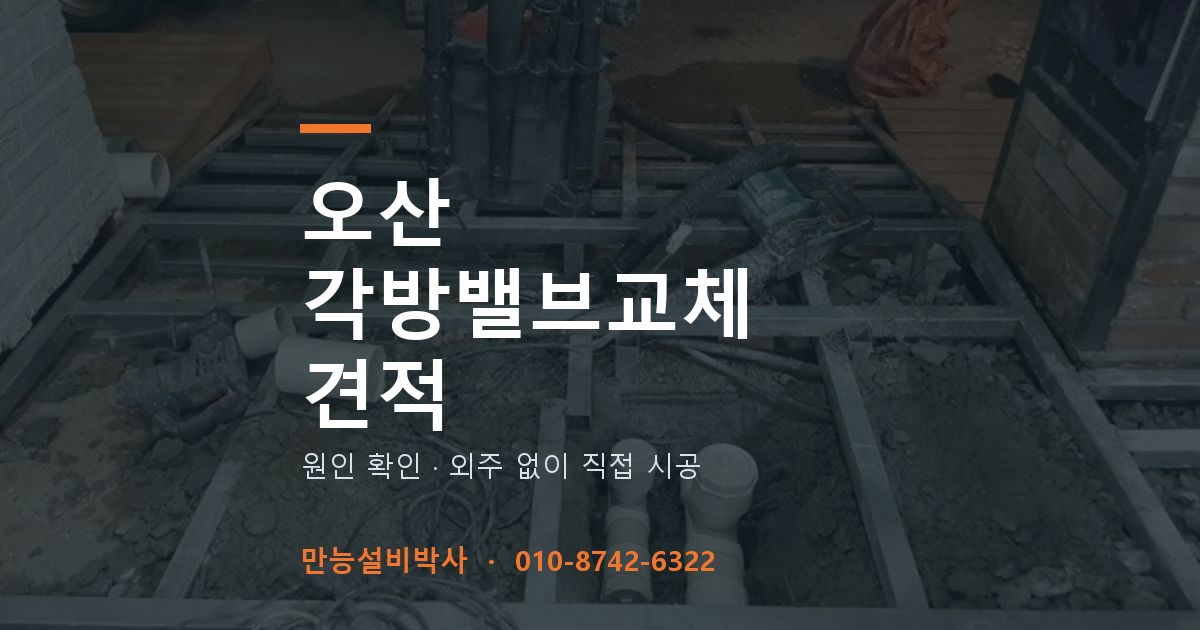 오산
각방밸브교체
견적
원인 확인 · 외주 없이 직접 시공
만능설비박사 · 010-8742-6322